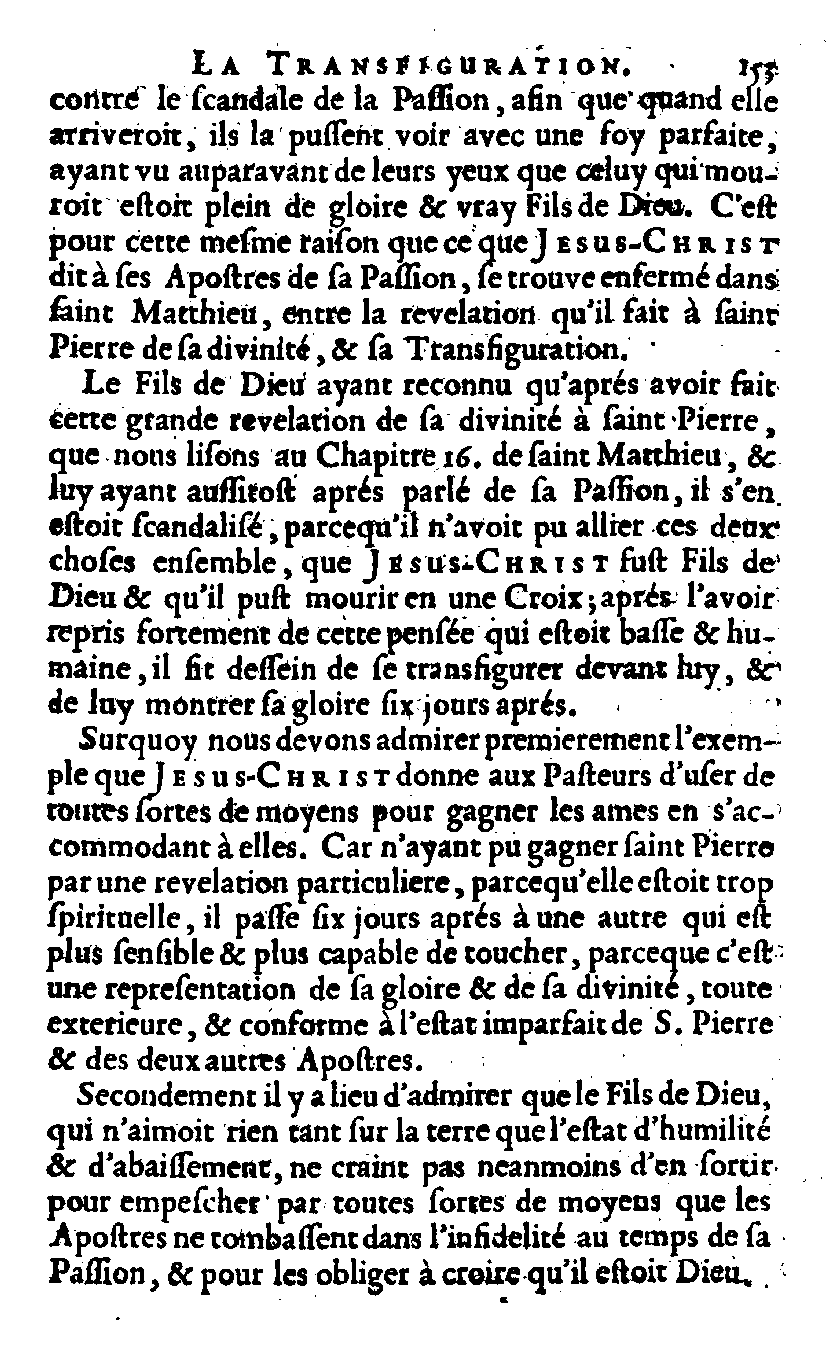 LA TRANSFIGURATION. 155
contre le ſcandale de la Paſſion, afin que quand elle
arriveroit, ils la puſſent voir avec une foy parfaite,
ayant vu auparavant de leurs yeux que celuy qui mou-
roit eſtoit plein de gloire & vray Fils de Dieu. C'eſt
pour cette meſme raiſon que ce que JESUS-CHRIST
dit à ſes Apoſtres de ſa Paſſion, ſe trouve enfermé dans
ſaint Matthieu, entre la revelation qu'il fait à ſaint
Pierre de ſa divinité, & ſa Transfiguration.
Le Fils de Dieu ayant reconnu qu'aprés avoir fait
cette grande revelation de ſa divinité à ſaint Pierre,
que nous liſons au Chapitre 16. de ſaint Matthieu, &
luy ayant auſſitoſt aprés parlé de ſa Paſſion, il s'en
eſtoit ſcandaliſé, parcequ'il n'avoit pu allier ces deux
choſes enſemble, que JESUS-CHRIST fuſt Fils de
Dieu & qu'il puſt mourir en une Croix; aprés l'avoir
repris fortement de cette penſée qui eſtoit baſſe & hu-
maine, il fit deſſein de ſe transfigurer devant luy, &
de luy montrer ſa gloire ſix jours aprés.
Surquoy nous devons admirer premierement l'exem-
ple que JESUS-CHRIST donne aux Paſteurs d'uſer de
toutes ſortes de moyens pour gagner les ames en s'ac-
commodant à elles. Car n'ayant pu gagner ſaint Pierre
par une revelation particuliere, parcequ'elle eſtoit trop
ſpirituelle, il paſſe ſix jours aprés à une autre qui eſt
plus ſenſible & plus capable de toucher, parceque c'eſt
une repreſentation de ſa gloire & de ſa divinité, toute
exterieure, & conforme à l'eſtat imparfait de S. Pierre
& des deux autres Apoſtres.
Secondement il y a lieu d'admirer que le Fils de Dieu,
qui n'aimoit rien tant ſur la terre que l'eſtat d'humilité
& d'abaiſſement, ne craint pas neanmoins d'en ſortir
pour empeſcher par toutes ſortes de moyens que les
Apoſtres ne tombaſſent dans l'infidelité au temps de ſa
Paſſion, & pour les obliger à croire qu'il eſtoit Dieu.